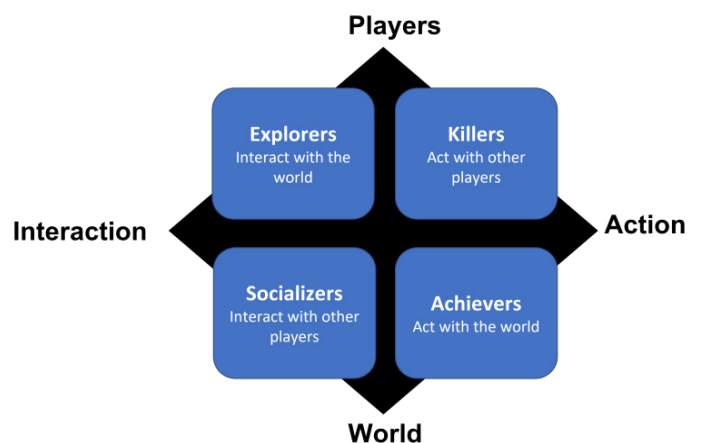 Players
Explorers
Interact with the
world
Killers
Act with other
players
Interaction
Action
Socializers
Interact with other
players
Achievers
Act with the world
World